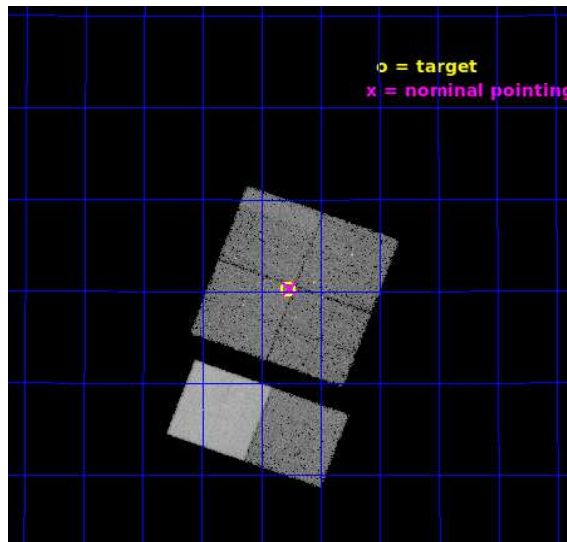 o = target
x = nominal pointing